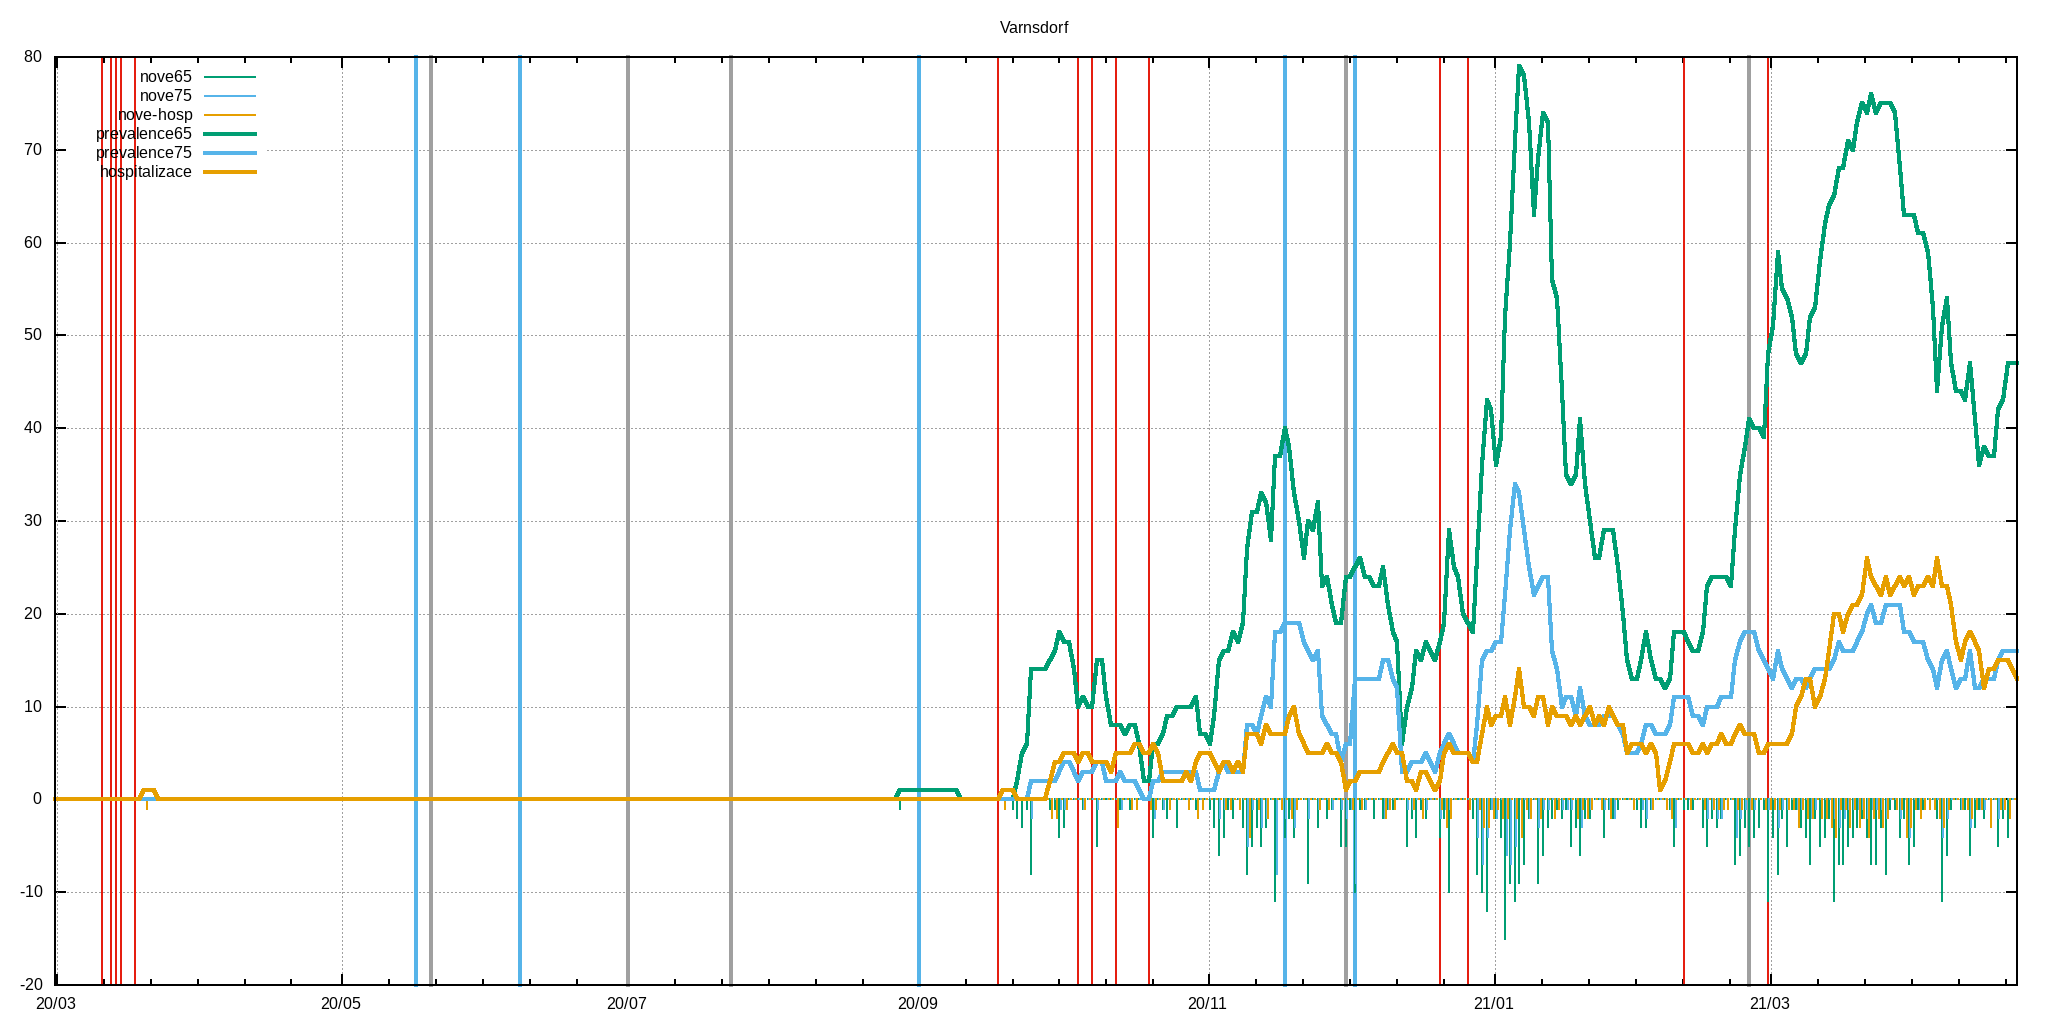 Varnsdorf
80
70
60
50
40
30
20
10
0
-10
-20
nove65
nove75
nove-hosp
prevalence65
prevalence75
hospitalizace
20/03 20/05 20/07 20/09 20/11 21/01 21/03